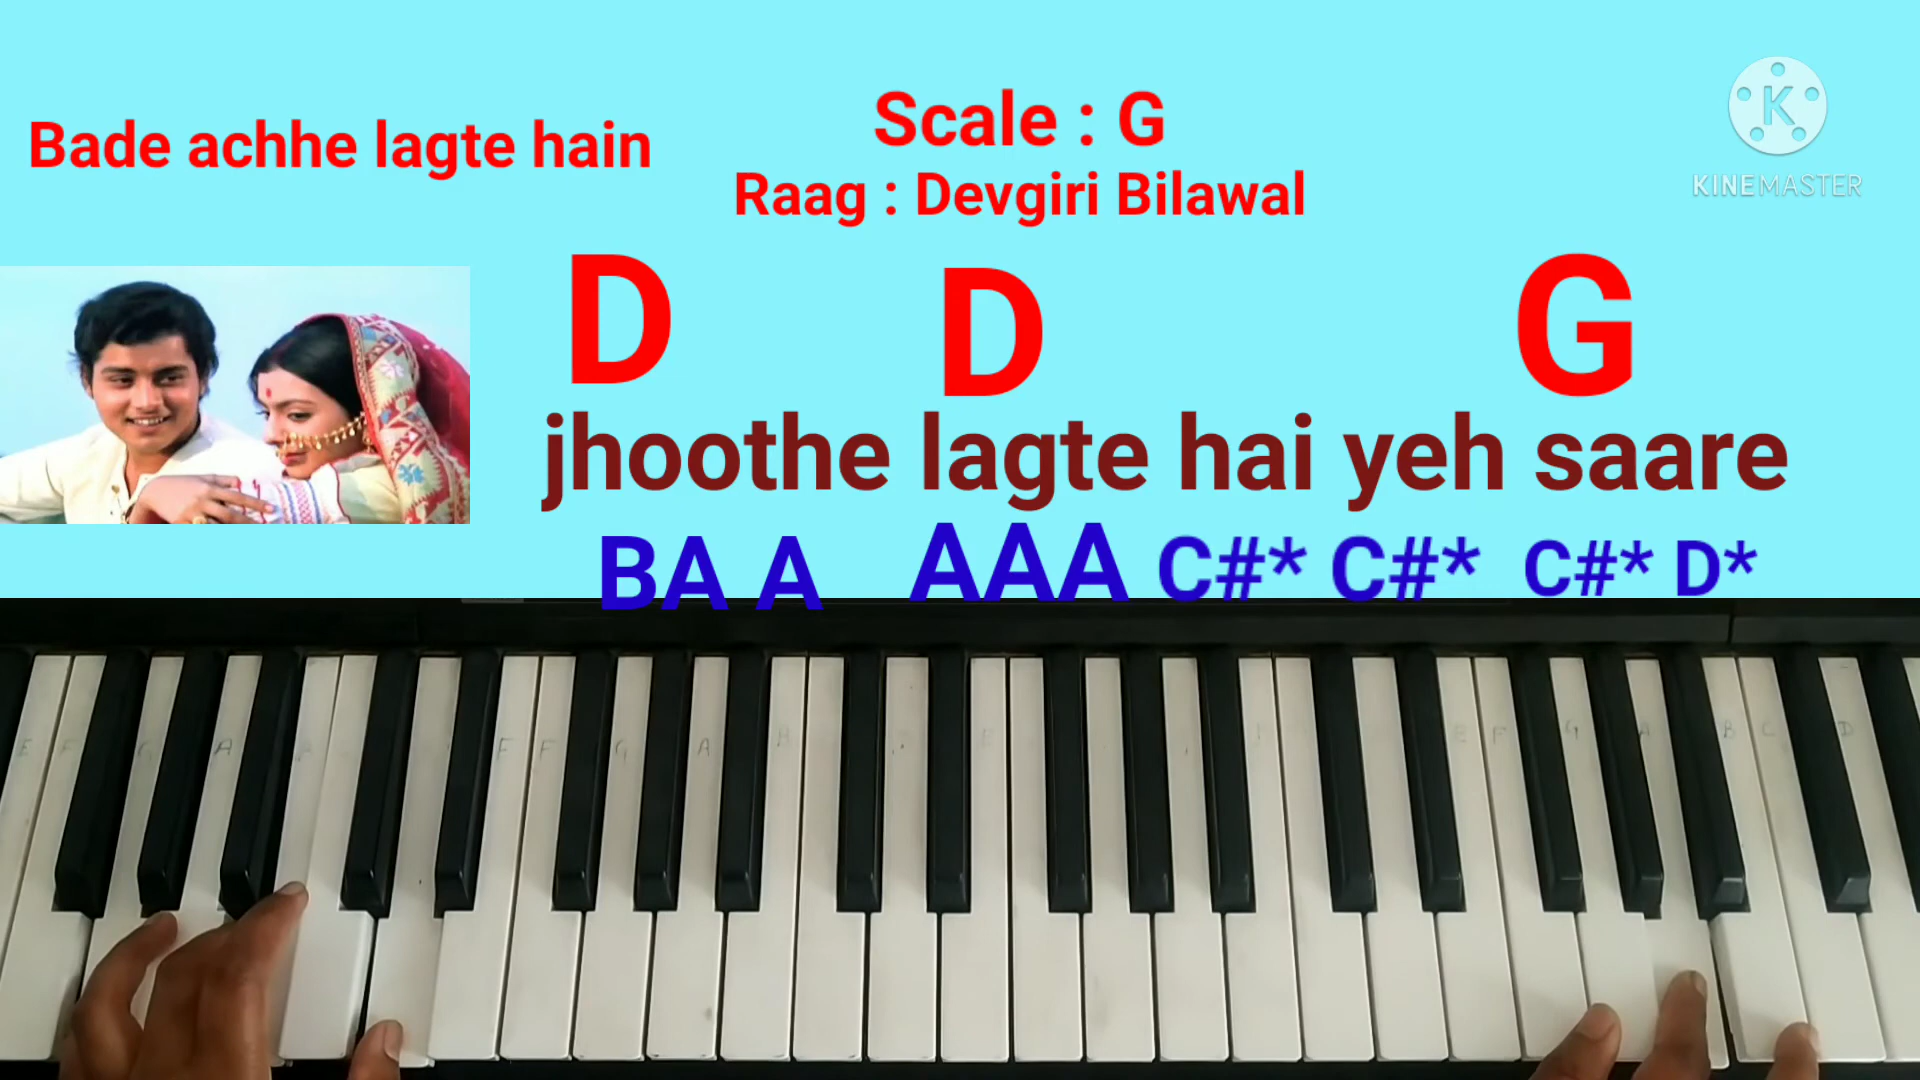 Bade achhe lagte hain
Scale : G
Raag : Devgiri Bilawal
KINEMASTER
D D G
jhoothe lagte hai yeh saare
BA A AAA C#* C#* C#* D*
E F G A
F F G A B
E
E F G A B C D